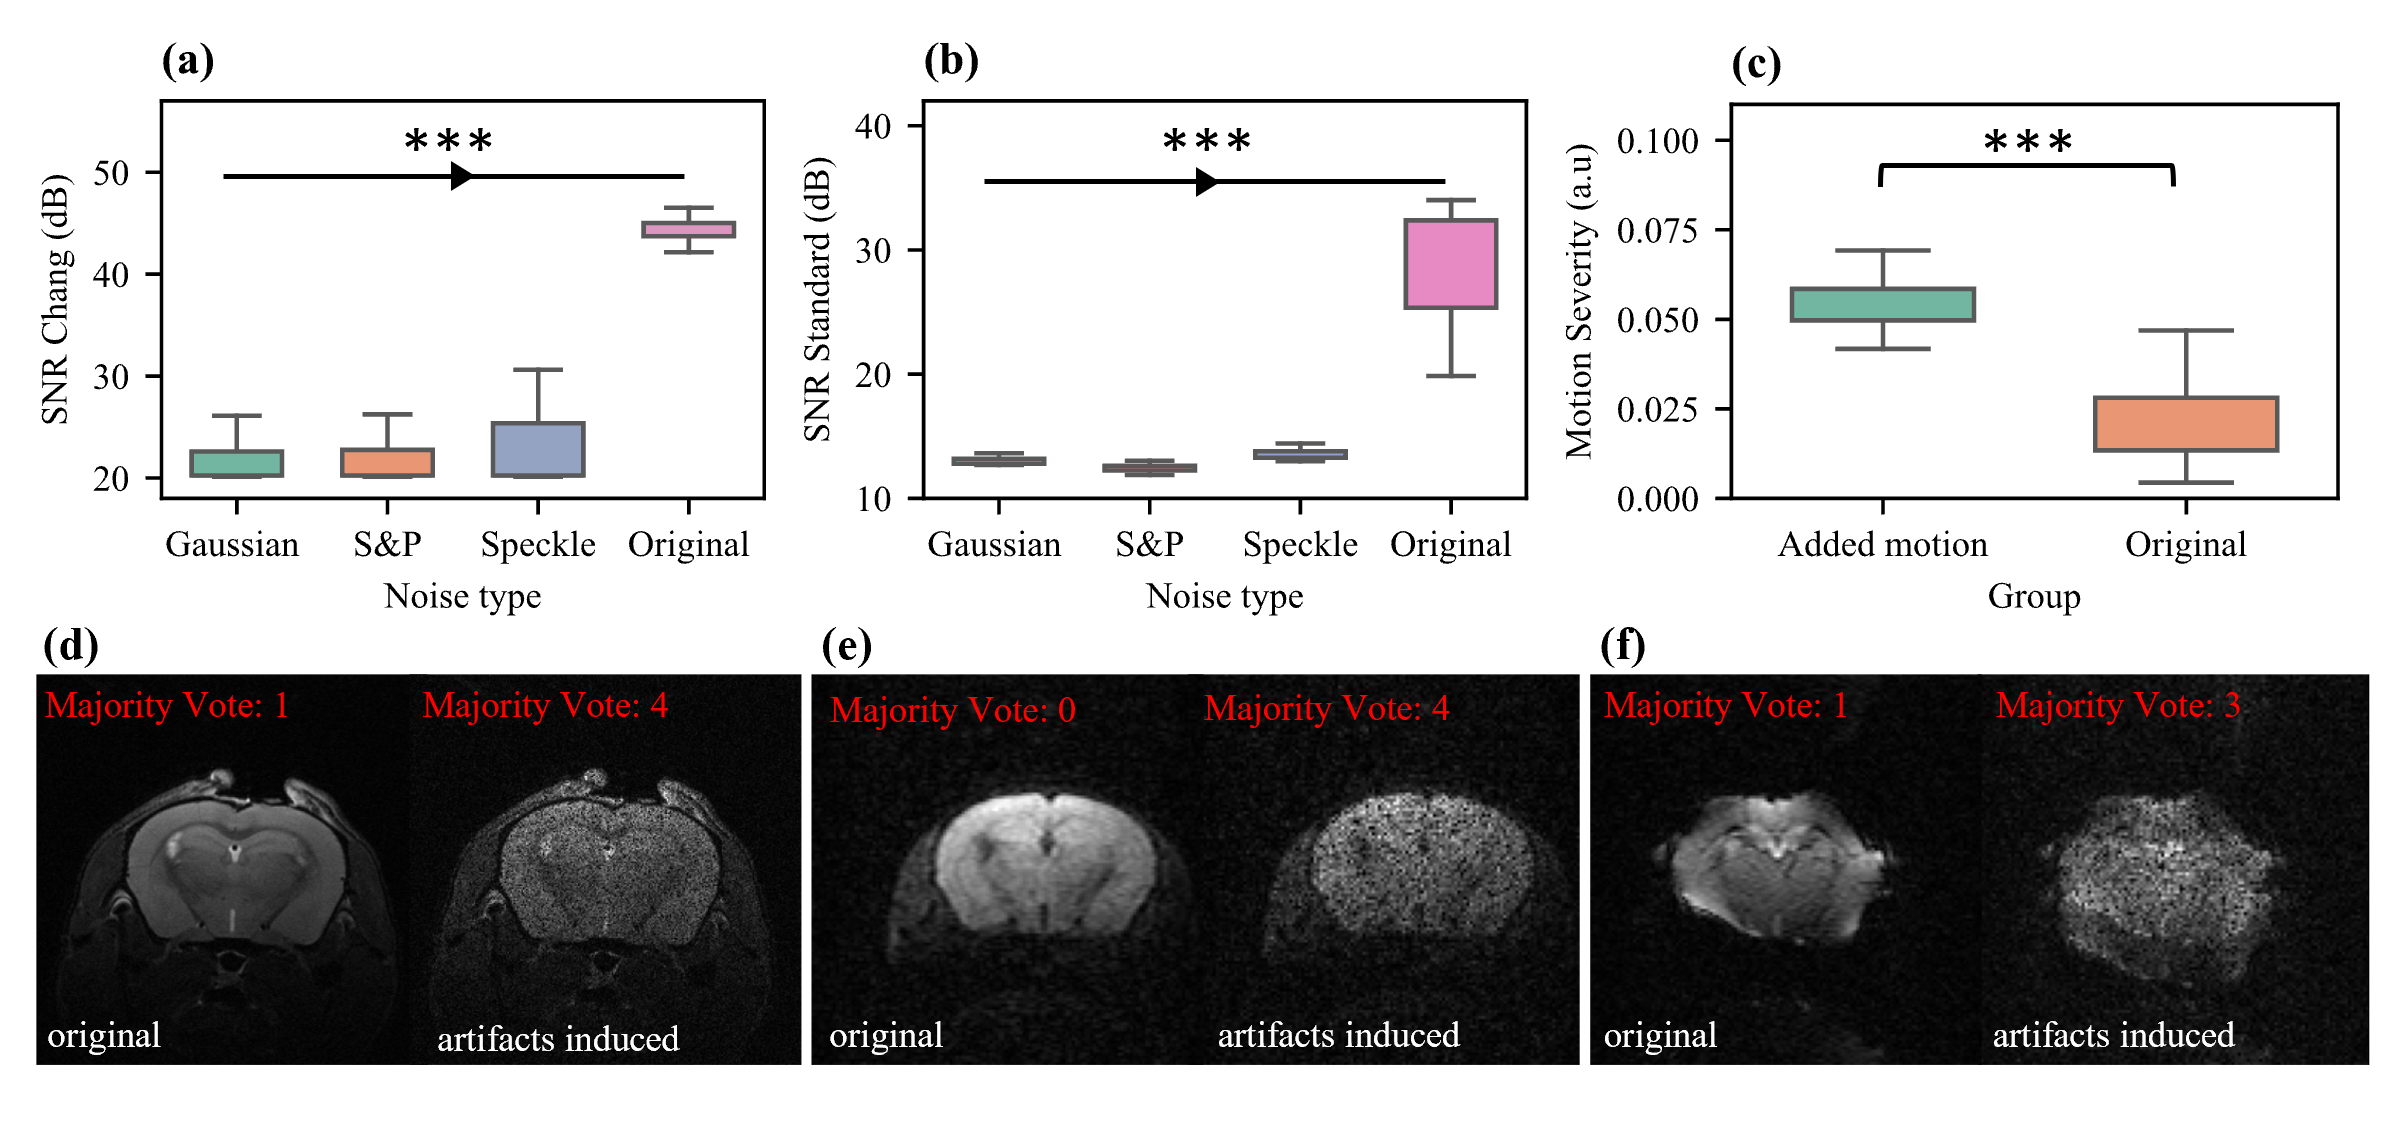 (a)
***
SNR Chang (dB)
50
40
30
20
Gaussian S&P Speckle Original
Noise type
(b)
***
SNR Standard (dB)
40
30
20
10
Gaussian S&P Speckle Original
Noise type
(c)
***
Motion Severity (a.u)
0.100
0.075
0.050
0.025
0.000
Added motion Original
Group
(d)
Majority Vote: 1 Majority Vote: 4
original artifacts induced
(e)
Majority Vote: 0 Majority Vote: 4
original artifacts induced
(f)
Majority Vote: 1 Majority Vote: 3
original artifacts induced